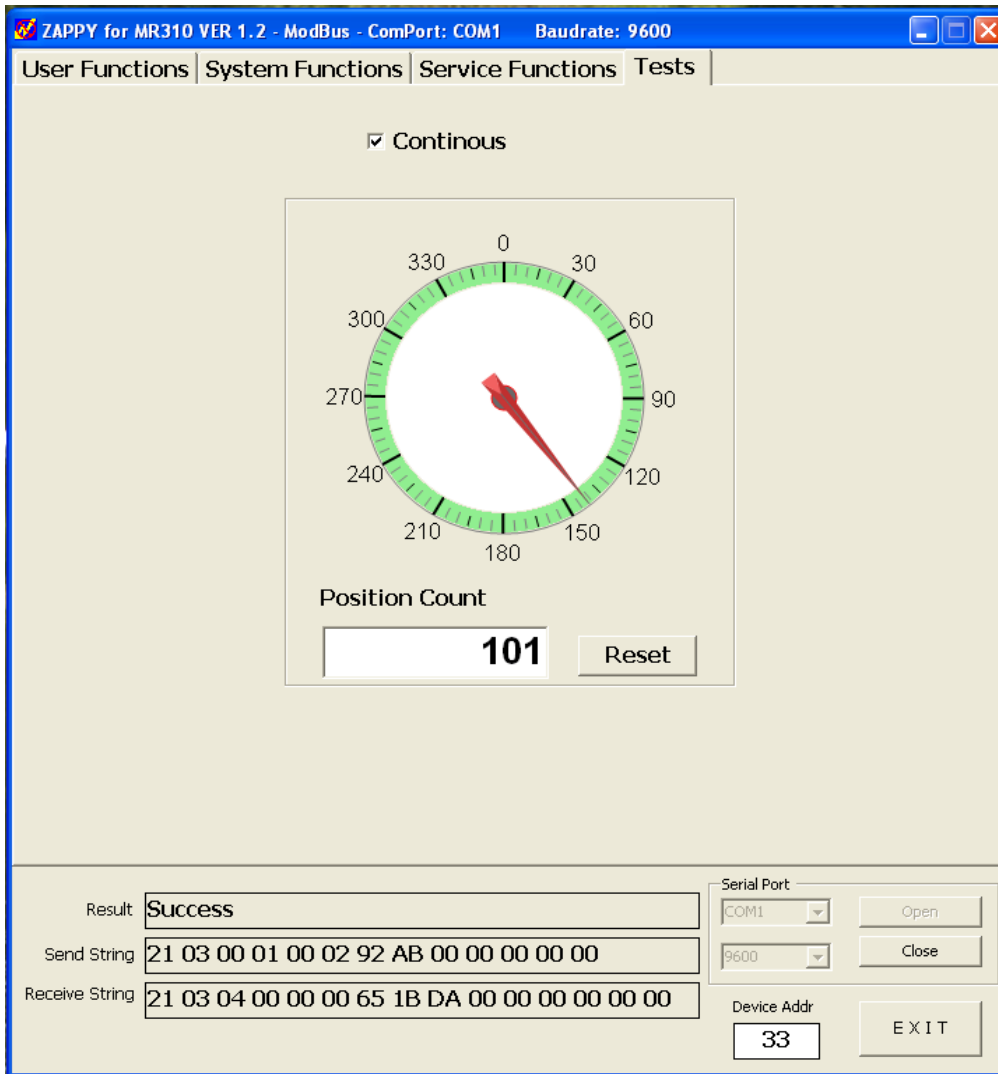 ZAPPY for MR310 VER 1.2 - ModBus - ComPort: COM1 Baudrate: 9600
User Functions System Functions Service Functions Tests
Continous
0
330 30
300 60
270 90
240 120
210 150
180
Position Count
101 Reset
Serial Port
Result Success COM1 Open
Send String 21 03 00 01 00 02 92 AB 00 00 00 00 00 9600 Close
Receive String 21 03 04 00 00 00 65 1B DA 00 00 00 00 00 00
Device Addr
33 EXIT